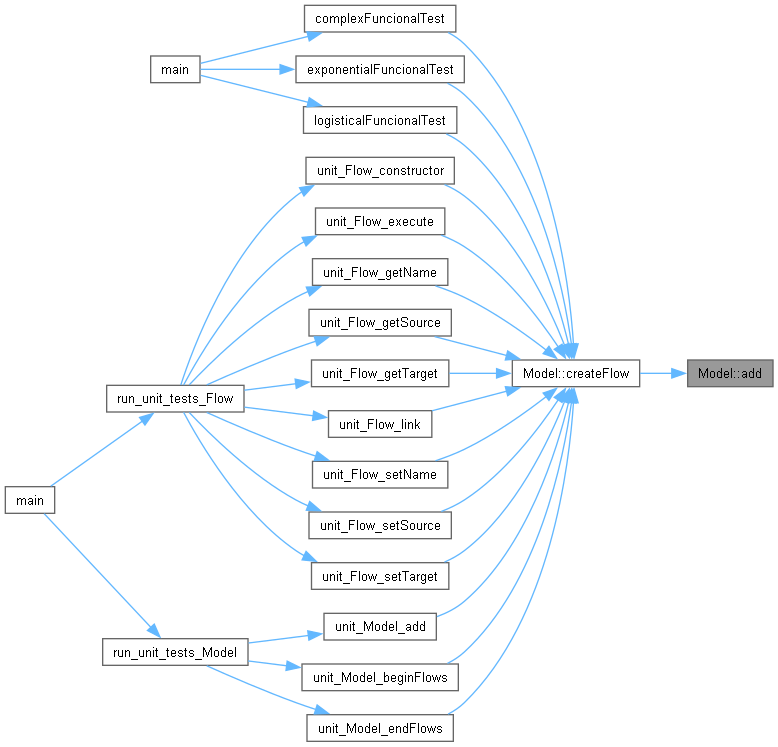 complexFuncionalTest
main
exponentialFuncionalTest
logisticalFuncionalTest
unit_Flow_constructor
unit_Flow_execute
unit_Flow_getName
unit_Flow_getSource
unit_Flow_getTarget
Model::createFlow
Model::add
run_unit_tests_Flow
unit_Flow_link
unit_Flow_setName
main
unit_Flow_setSource
unit_Flow_setTarget
unit_Model_add
run_unit_tests_Model
unit_Model_beginFlows
unit_Model_endFlows